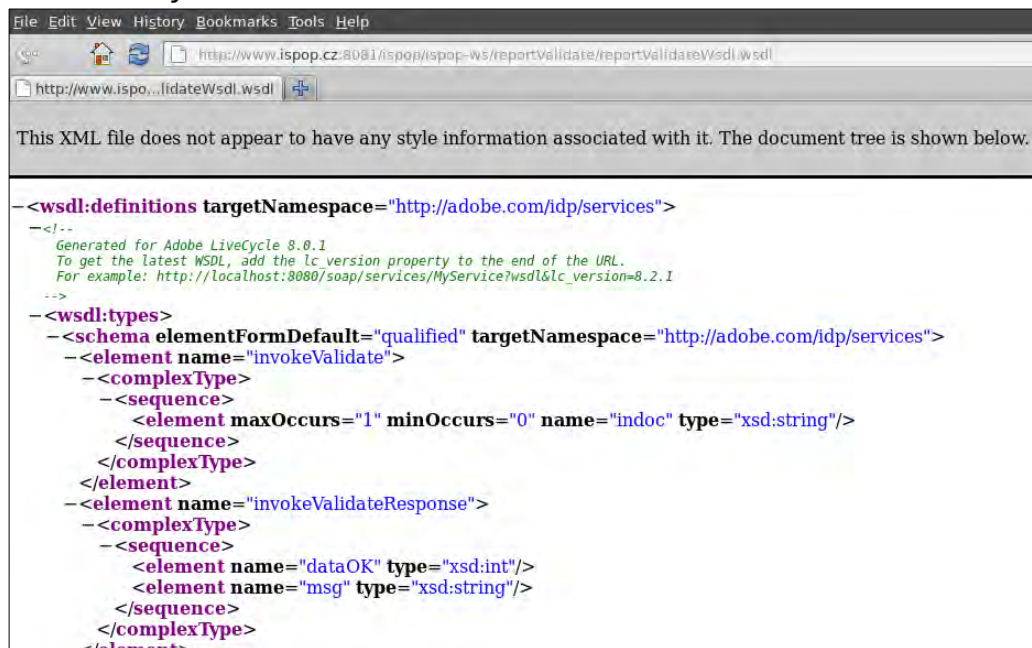 File Edit View History Bookmarks Tools Help
http://www.ispop.cz:8081/ispop/ispop-ws/reportValidate/reportValidateWsdl.wsdl
http://www.ispo...lidateWsdl.wsdl
This XML file does not appear to have any style information associated with it. The document tree is shown below.
−<wsdl:definitions targetNamespace="http://adobe.com/idp/services">
−<!--
Generated for Adobe LiveCycle 8.0.1
To get the latest WSDL, add the lc_version property to the end of the URL.
For example: http://localhost:8080/soap/services/MyService?wsdl&lc_version=8.2.1
-->
−<wsdl:types>
−<schema elementFormDefault="qualified" targetNamespace="http://adobe.com/idp/services">
−<element name="invokeValidate">
−<complexType>
−<sequence>
<element maxOccurs="1" minOccurs="0" name="indoc" type="xsd:string"/>
</sequence>
</complexType>
</element>
−<element name="invokeValidateResponse">
−<complexType>
−<sequence>
<element name="dataOK" type="xsd:int"/>
<element name="msg" type="xsd:string"/>
</sequence>
</complexType>
</element>